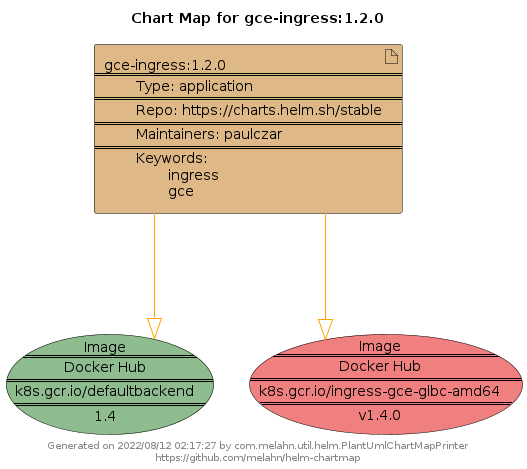 Chart Map for gce-ingress:1.2.0
gce-ingress:1.2.0
Type: application
Repo: https://charts.helm.sh/stable
Maintainers: paulczar
Keywords:
ingress
gce
Image
Docker Hub
k8s.gcr.io/defaultbackend
1.4
Image
Docker Hub
k8s.gcr.io/ingress-gce-glbc-amd64
v1.4.0
Generated on 2022/08/12 02:17:27 by com.melahn.util.helm.PlantUmlChartMapPrinter
https://github.com/melahn/helm-chartmap